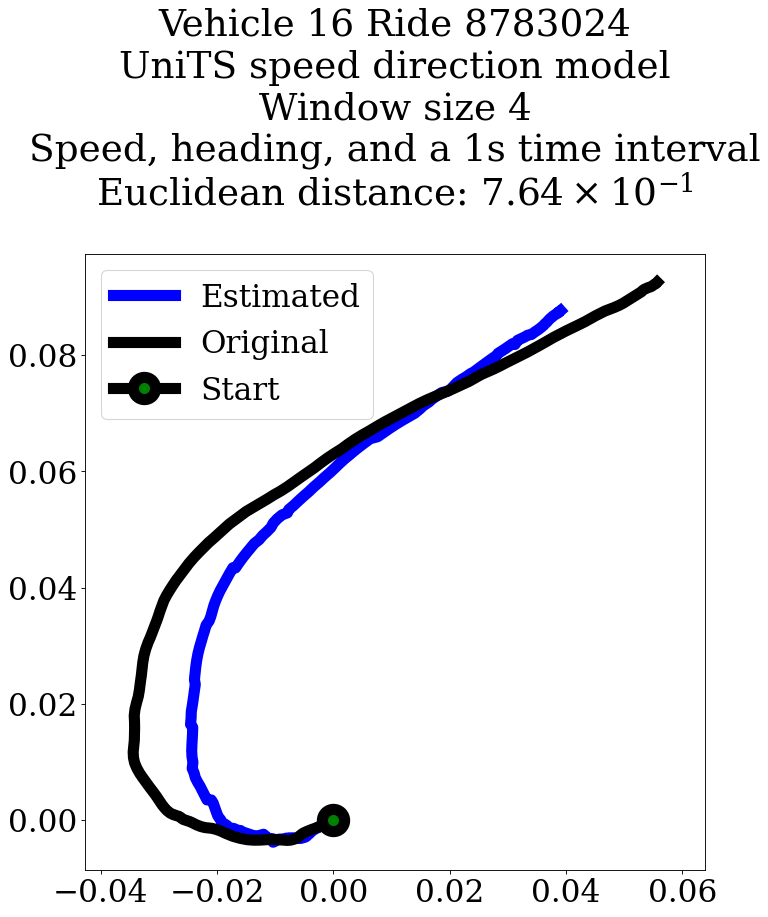 Vehicle 16 Ride 8783024
UniTS speed direction model
Window size 4
Speed, heading, and a 1s time interval
Euclidean distance: 7.64 × 10⁻¹
Estimated
Original
Start
0.08
0.06
0.04
0.02
0.00
−0.04 −0.02 0.00 0.02 0.04 0.06